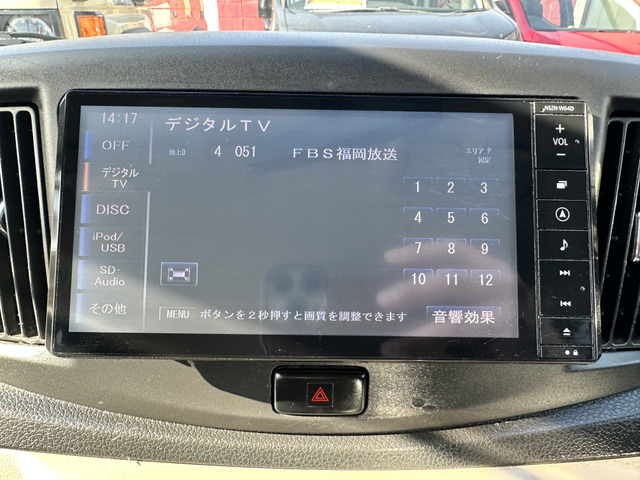 NSZN-W64D
14:17
デジタルTV
OFF
地上D 4 051 FBS福岡放送
エリア P
固定
デジタル
TV
1 2 3
VOL
DISC
4 5 6
iPod/
USB
7 8 9
SD-
Audio
10 11 12
その他
MENU ボタンを2秒押すと画質を調整できます
音響効果